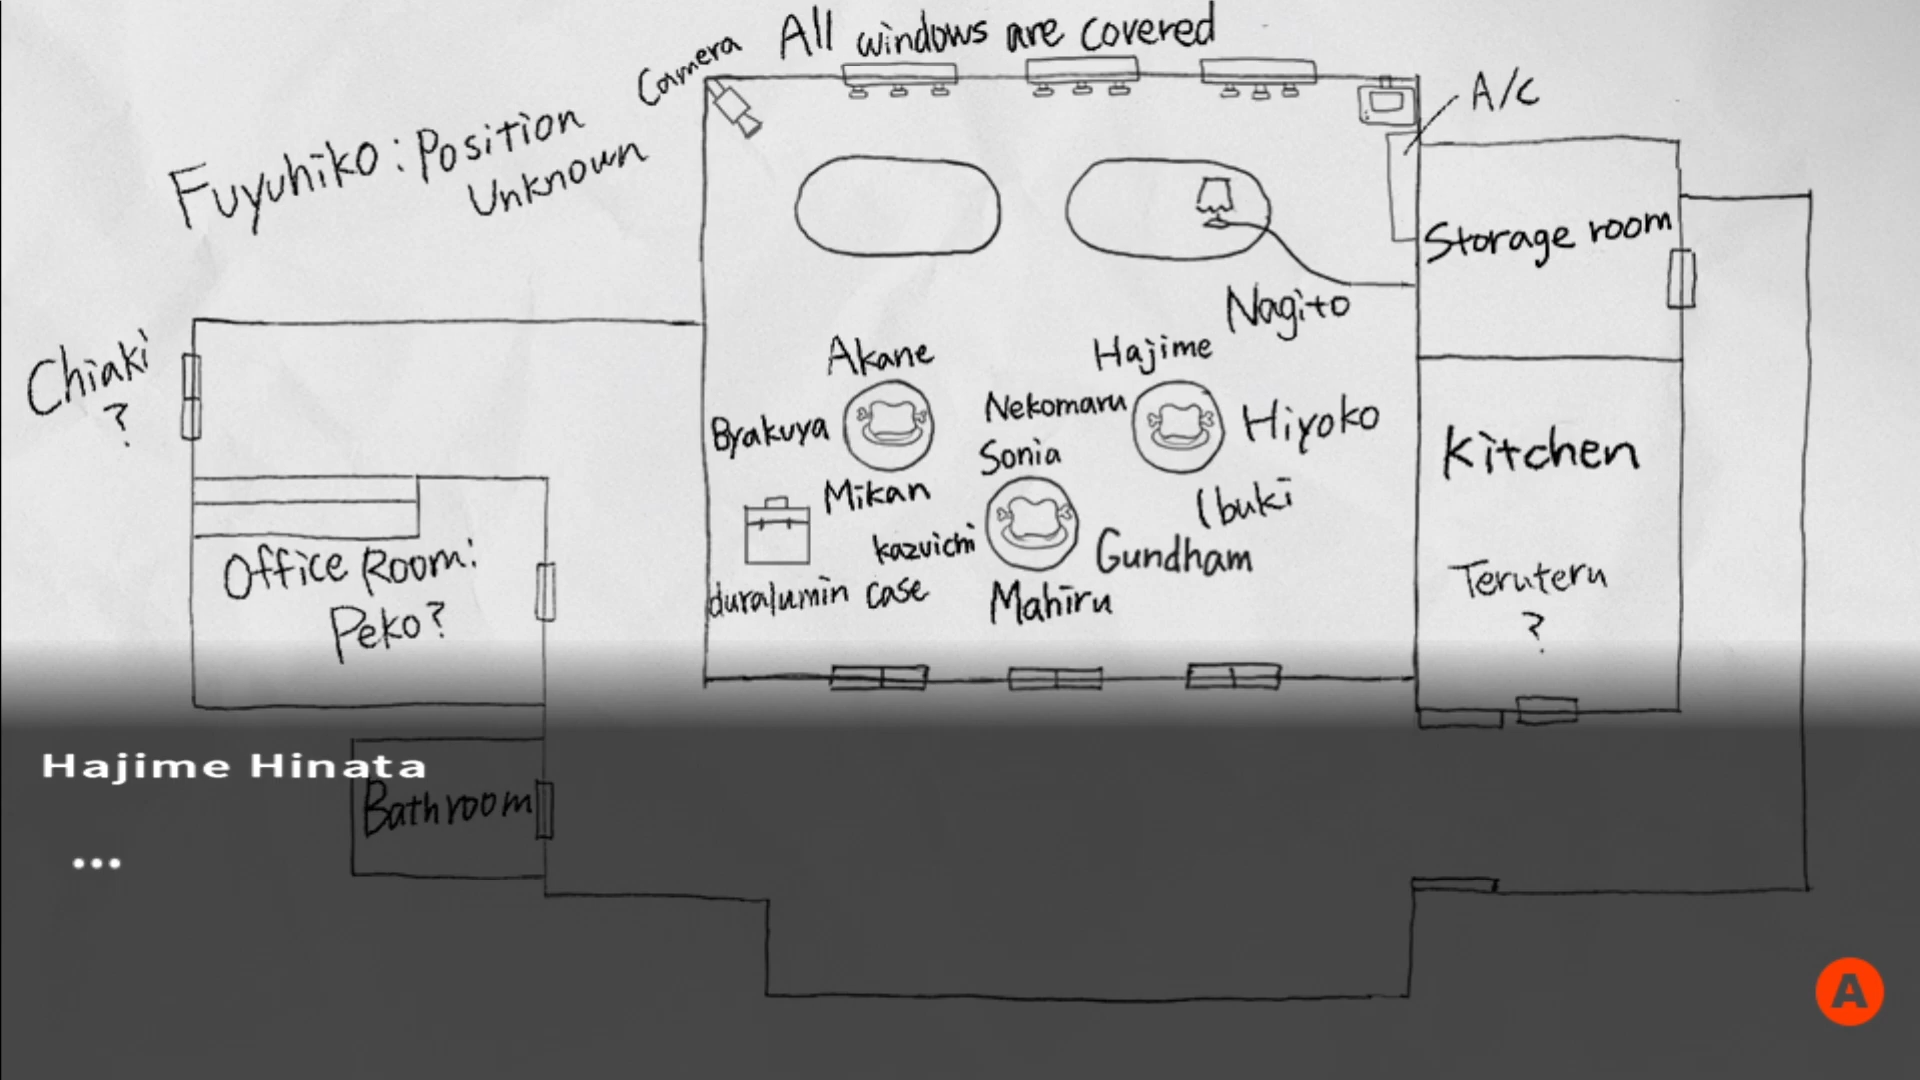 All windows are covered
Camera
A/C
Fuyuhiko: Position
Unknown
Storage room
Nagito
Chiaki
?
Akane
Hajime
Byakuya
Nekomaru
Hiyoko
Sonia
Kitchen
Mikan
Ibuki
kazuichi
Gundham
Office Room:
Peko?
duralumin case
Mahiru
Teruteru
?
Hajime Hinata
Bathroom
...
A